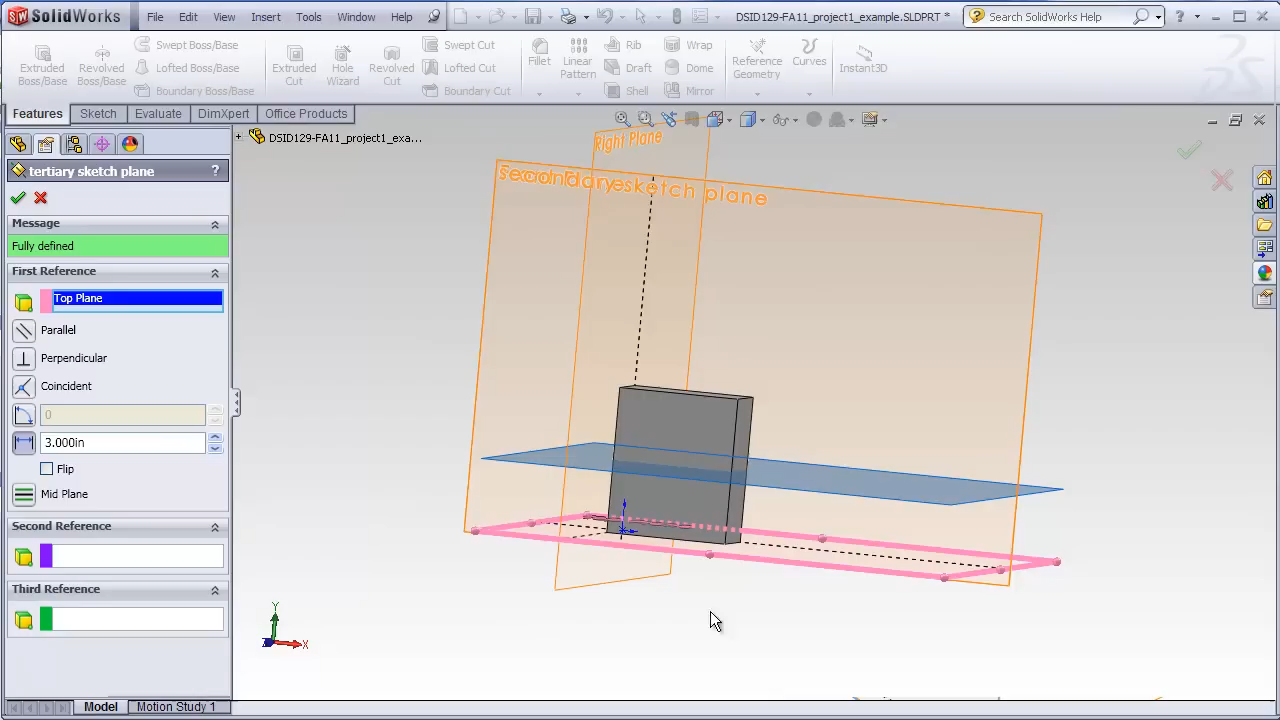 SolidWorks File Edit View Insert Tools Window Help DSID129-FA11_project1_example.SLDPRT * Search SolidWorks Help ?
Extruded Boss/Base
Revolved Boss/Base
Swept Boss/Base
Lofted Boss/Base
Boundary Boss/Base
Extruded Cut
Hole Wizard
Revolved Cut
Swept Cut
Lofted Cut
Boundary Cut
Fillet
Linear Pattern
Rib
Draft
Shell
Wrap
Dome
Mirror
Reference Geometry
Curves
Instant3D
Features Sketch Evaluate DimXpert Office Products
DSID129-FA11_project1_exa...
tertiary sketch plane ?
Message
Fully defined
First Reference
Top Plane
Parallel
Perpendicular
Coincident
0
3.000in
Flip
Mid Plane
Second Reference
Third Reference
Right Plane
sketch plane
Y
X
Model Motion Study 1